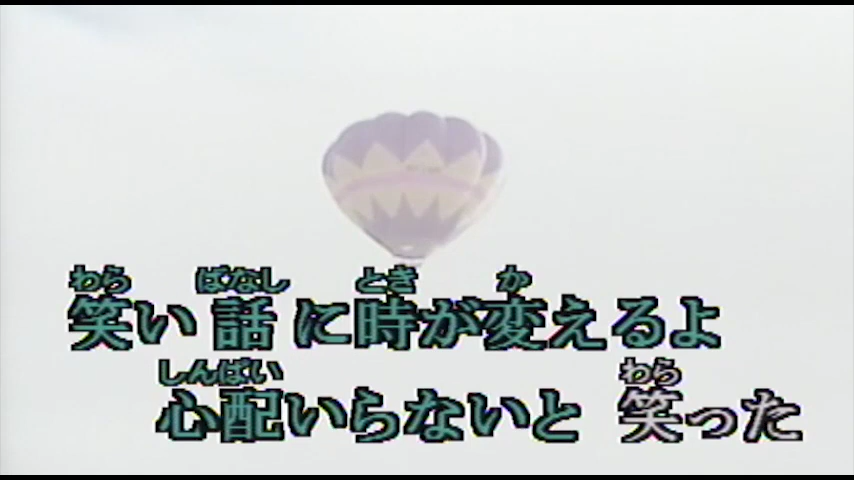 わら ばなし とき か
笑い話に時が変えるよ
しんぱい わら
心配いらないと 笑った